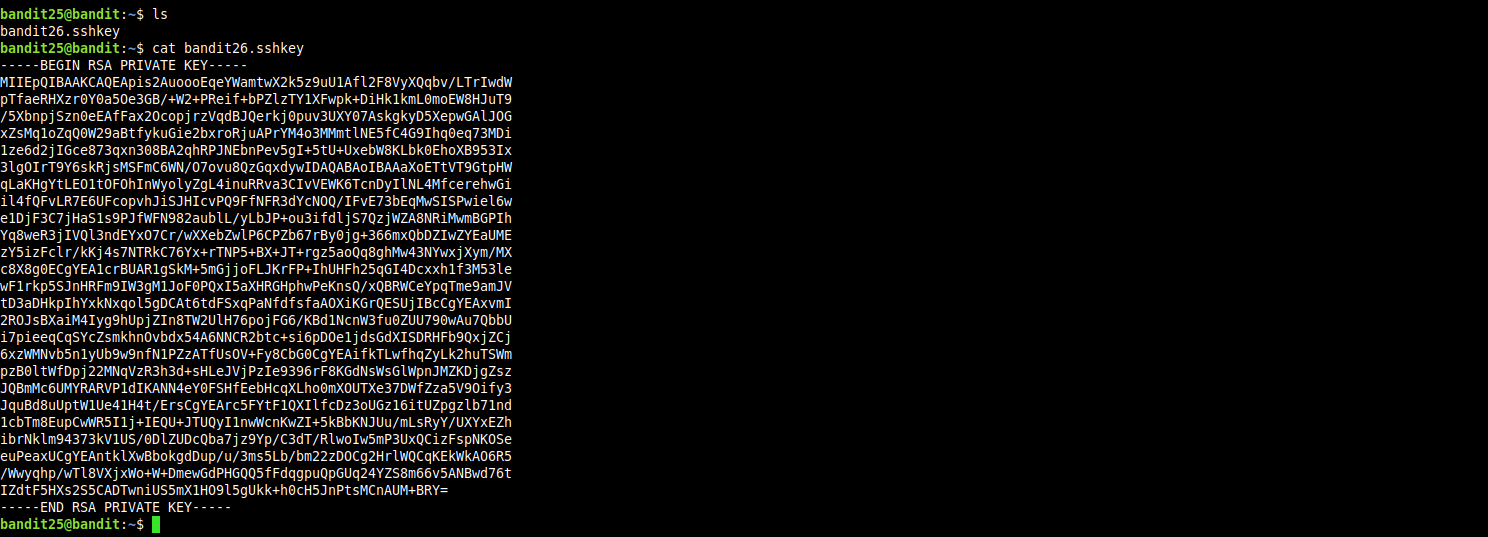 bandit25@bandit:~$ ls
bandit26.sshkey
bandit25@bandit:~$ cat bandit26.sshkey
-----BEGIN RSA PRIVATE KEY-----
MIIEpQIBAAKCAQEApis2AuoooEqeYWamtwX2k5z9uU1Afl2F8VyXQqbv/LTrIwdW
pTfaeRHXzr0Y0a5Oe3GB/+W2+PReif+bPZlzTY1XFwpk+DiHk1kmL0moEW8HJuT9
/5XbnpjSzn0eEAfFax2OcopjrzVqdBJQerkj0puv3UXY07AskgkyD5XepwGAlJOG
xZsMq1oZqQ0W29aBtfykuGie2bxroRjuAPrYM4o3MMmtlNE5fC4G9Ihq0eq73MDi
1ze6d2jIGce873qxn308BA2qhRPJNEbnPev5gI+5tU+UxebW8KLbk0EhoXB953Ix
3lgOIrT9Y6skRjsMSFmC6WN/O7ovu8QzGqxdywIDAQABAoIBAAaXoETtVT9GtpHW
qLaKHgYtLEO1tOFOhInWyolyZgL4inuRRva3CIvVEWK6TcnDyIlNL4MfcerehwGi
il4fQFvLR7E6UFcopvhJiSJHIcvPQ9FfNFR3dYcNOQ/IFvE73bEqMwSISPwiel6w
e1DjF3C7jHaS1s9PJfWFN982aublL/yLbJP+ou3ifdljS7QzjWZA8NRiMwmBGPIh
Yq8weR3jIVQl3ndEYxO7Cr/wXXebZwlP6CPZb67rBy0jg+366mxQbDZIwZYEaUME
zY5izFclr/kKj4s7NTRkC76Yx+rTNP5+BX+JT+rgz5aoQq8ghMw43NYwxjXym/MX
c8X8g0ECgYEA1crBUAR1gSkM+5mGjjoFLJKrFP+IhUHFh25qGI4Dcxxh1f3M53le
wF1rkp5SJnHRFm9IW3gM1JoF0PQxI5aXHRGHphwPeKnsQ/xQBRWCeYpqTme9amJV
tD3aDHkpIhYxkNxqol5gDCAt6tdFSxqPaNfdfsfaAOXiKGrQESUjIBcCgYEAxvmI
2ROJsBXaiM4Iyg9hUpjZIn8TW2UlH76pojFG6/KBd1NcnW3fu0ZUU790wAu7QbbU
i7pieeqCqSYcZsmkhnOvbdx54A6NNCR2btc+si6pDOe1jdsGdXISDRHFb9QxjZCj
6xzWMNvb5n1yUb9w9nfN1PZzATfUsOV+Fy8CbG0CgYEAifkTLwfhqZyLk2huTSWm
pzB0ltWfDpj22MNqVzR3h3d+sHLeJVjPzIe9396rF8KGdNsWsGlWpnJMZKDjgZsz
JQBmMc6UMYRARVP1dIKANN4eY0FSHfEebHcqXLho0mXOUTXe37DWfZza5V9Oify3
JquBd8uUptW1Ue41H4t/ErsCgYEArc5FYtF1QXIlfcDz3oUGz16itUZpgzlb71nd
1cbTm8EupCwWR5I1j+IEQU+JTUQyI1nwWcnKwZI+5kBbKNJUu/mLsRyY/UXYxEZh
ibrNklm94373kV1US/0DlZUDcQba7jz9Yp/C3dT/RlwoIw5mP3UxQCizFspNKOSe
euPeaxUCgYEAntklXwBbokgdDup/u/3ms5Lb/bm22zDOCg2HrlWQCqKEkWkAO6R5
/Wwyqhp/wTl8VXjxWo+W+DmewGdPHGQQ5fFdqgpuQpGUq24YZS8m66v5ANBwd76t
IZdtF5HXs2S5CADTwniUS5mX1HO9l5gUkk+h0cH5JnPtsMCnAUM+BRY=
-----END RSA PRIVATE KEY-----
bandit25@bandit:~$